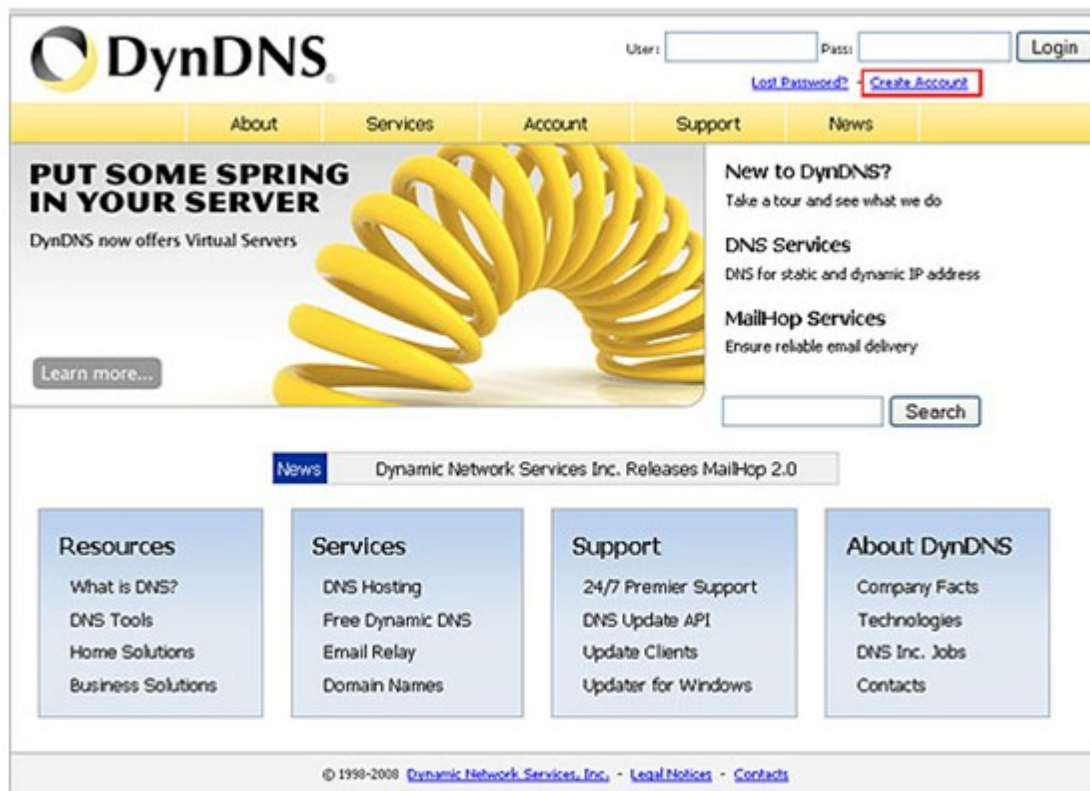 DynDNS
User: Pass: Login
Lost Password? - Create Account
About Services Account Support News
PUT SOME SPRING
IN YOUR SERVER
DynDNS now offers Virtual Servers
Learn more...
New to DynDNS?
Take a tour and see what we do
DNS Services
DNS for static and dynamic IP address
MailHop Services
Ensure reliable email delivery
Search
News Dynamic Network Services Inc. Releases MailHop 2.0
Resources
What is DNS?
DNS Tools
Home Solutions
Business Solutions
Services
DNS Hosting
Free Dynamic DNS
Email Relay
Domain Names
Support
24/7 Premier Support
DNS Update API
Update Clients
Updater for Windows
About DynDNS
Company Facts
Technologies
DNS Inc. Jobs
Contacts
© 1998-2008 Dynamic Network Services, Inc. - Legal Notices - Contacts